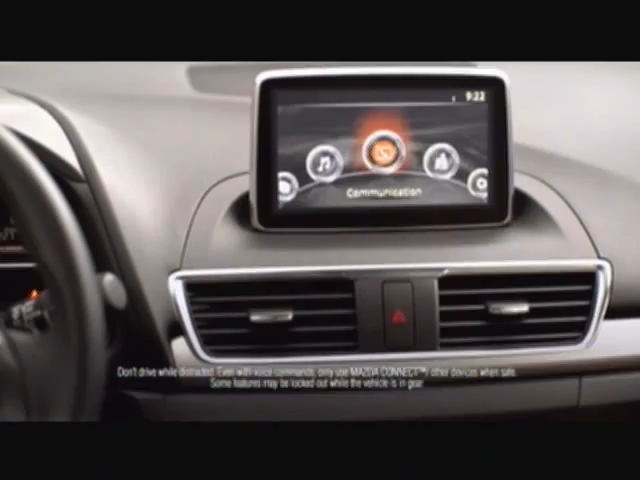 9:22
Communication
Don't drive while distracted. Even with voice commands, only use MAZDA CONNECT™/ other devices when safe.
Some features may be locked out while the vehicle is in gear.